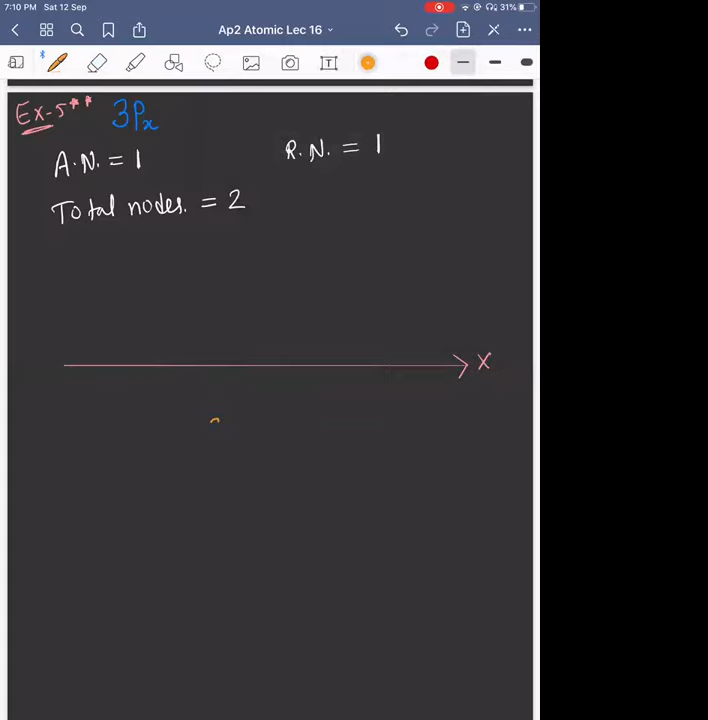 7:10 PM Sat 12 Sep 31%
Ap2 Atomic Lec 16
T
Ex-5** 3Px
A.N. = 1 R.N. = 1
Total nodes. = 2
X